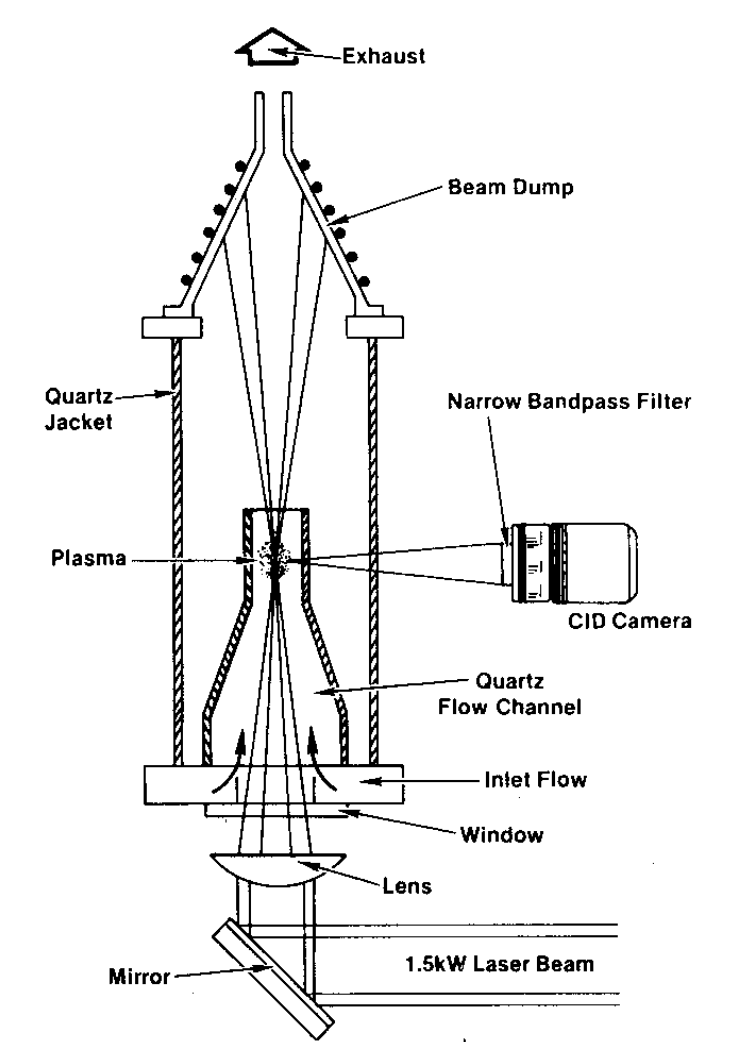 Exhaust
Beam Dump
Quartz
Jacket
Narrow Bandpass Filter
Plasma
CID Camera
Quartz
Flow Channel
Inlet Flow
Window
Lens
Mirror
1.5kW Laser Beam